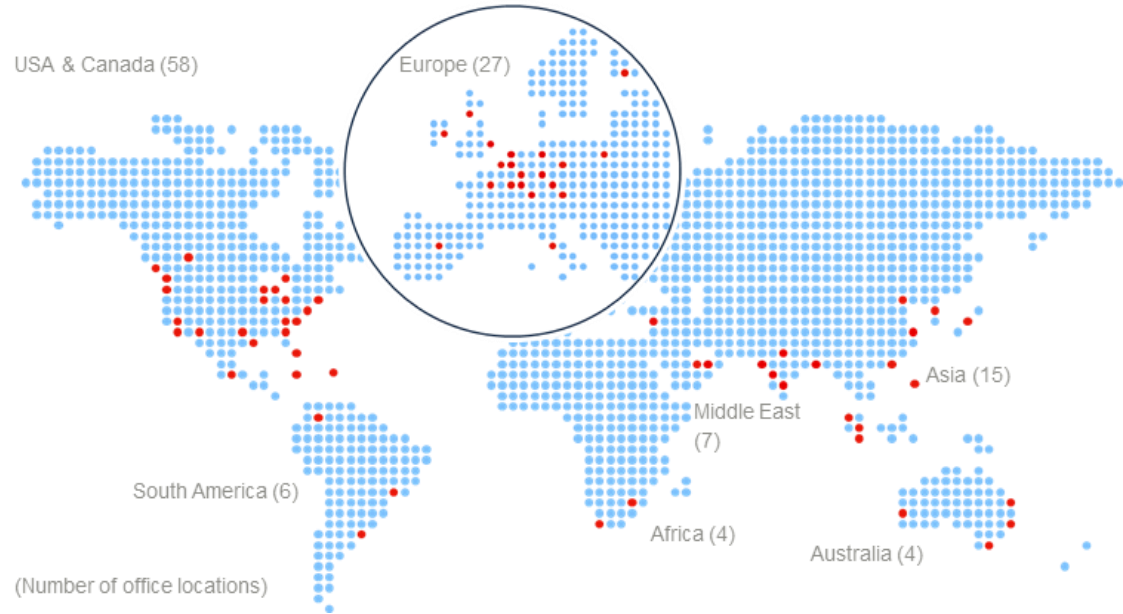 USA & Canada (58)
Europe (27)
Asia (15)
Middle East
(7)
South America (6)
Africa (4)
Australia (4)
(Number of office locations)